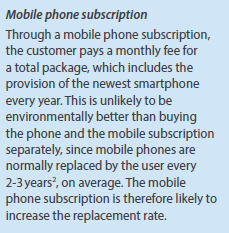 Mobile phone subscription
Through a mobile phone subscription,
the customer pays a monthly fee for
a total package, which includes the
provision of the newest smartphone
every year. This is unlikely to be
environmentally better than buying
the phone and the mobile subscription
separately, since mobile phones are
normally replaced by the user every
2-3 years², on average. The mobile
phone subscription is therefore likely to
increase the replacement rate.